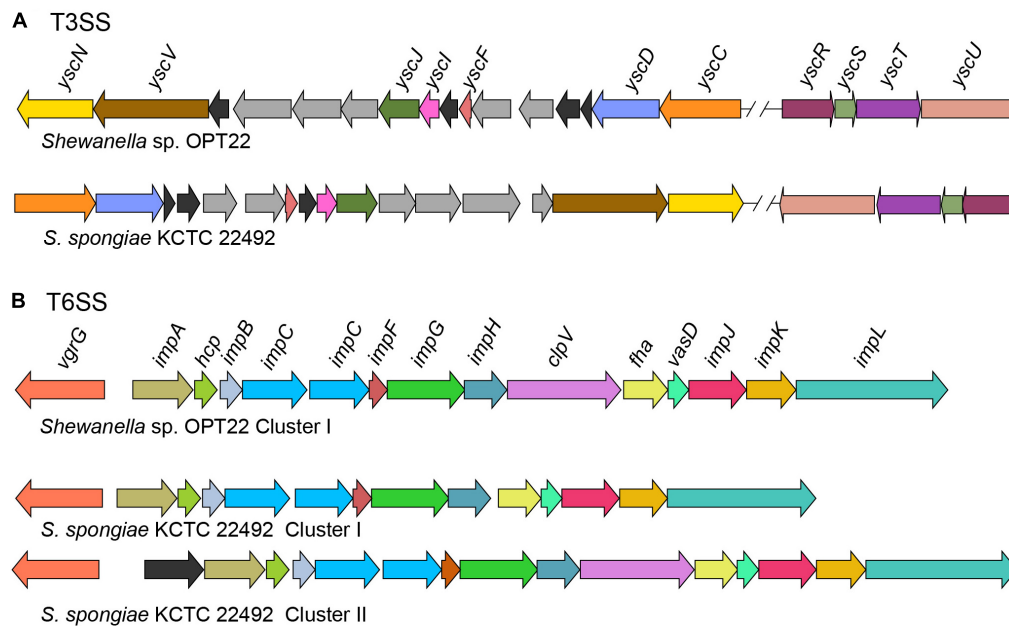 A T3SS
yscN yscV yscJ yscI yscF yscD yscC yscR yscS yscT yscU
Shewanella sp. OPT22
S. spongiae KCTC 22492
B T6SS
vgrG impA hcp impB impC impC impF impG impH clpV fha vasD impJ impK impL
Shewanella sp. OPT22 Cluster I
S. spongiae KCTC 22492 Cluster I
S. spongiae KCTC 22492 Cluster II